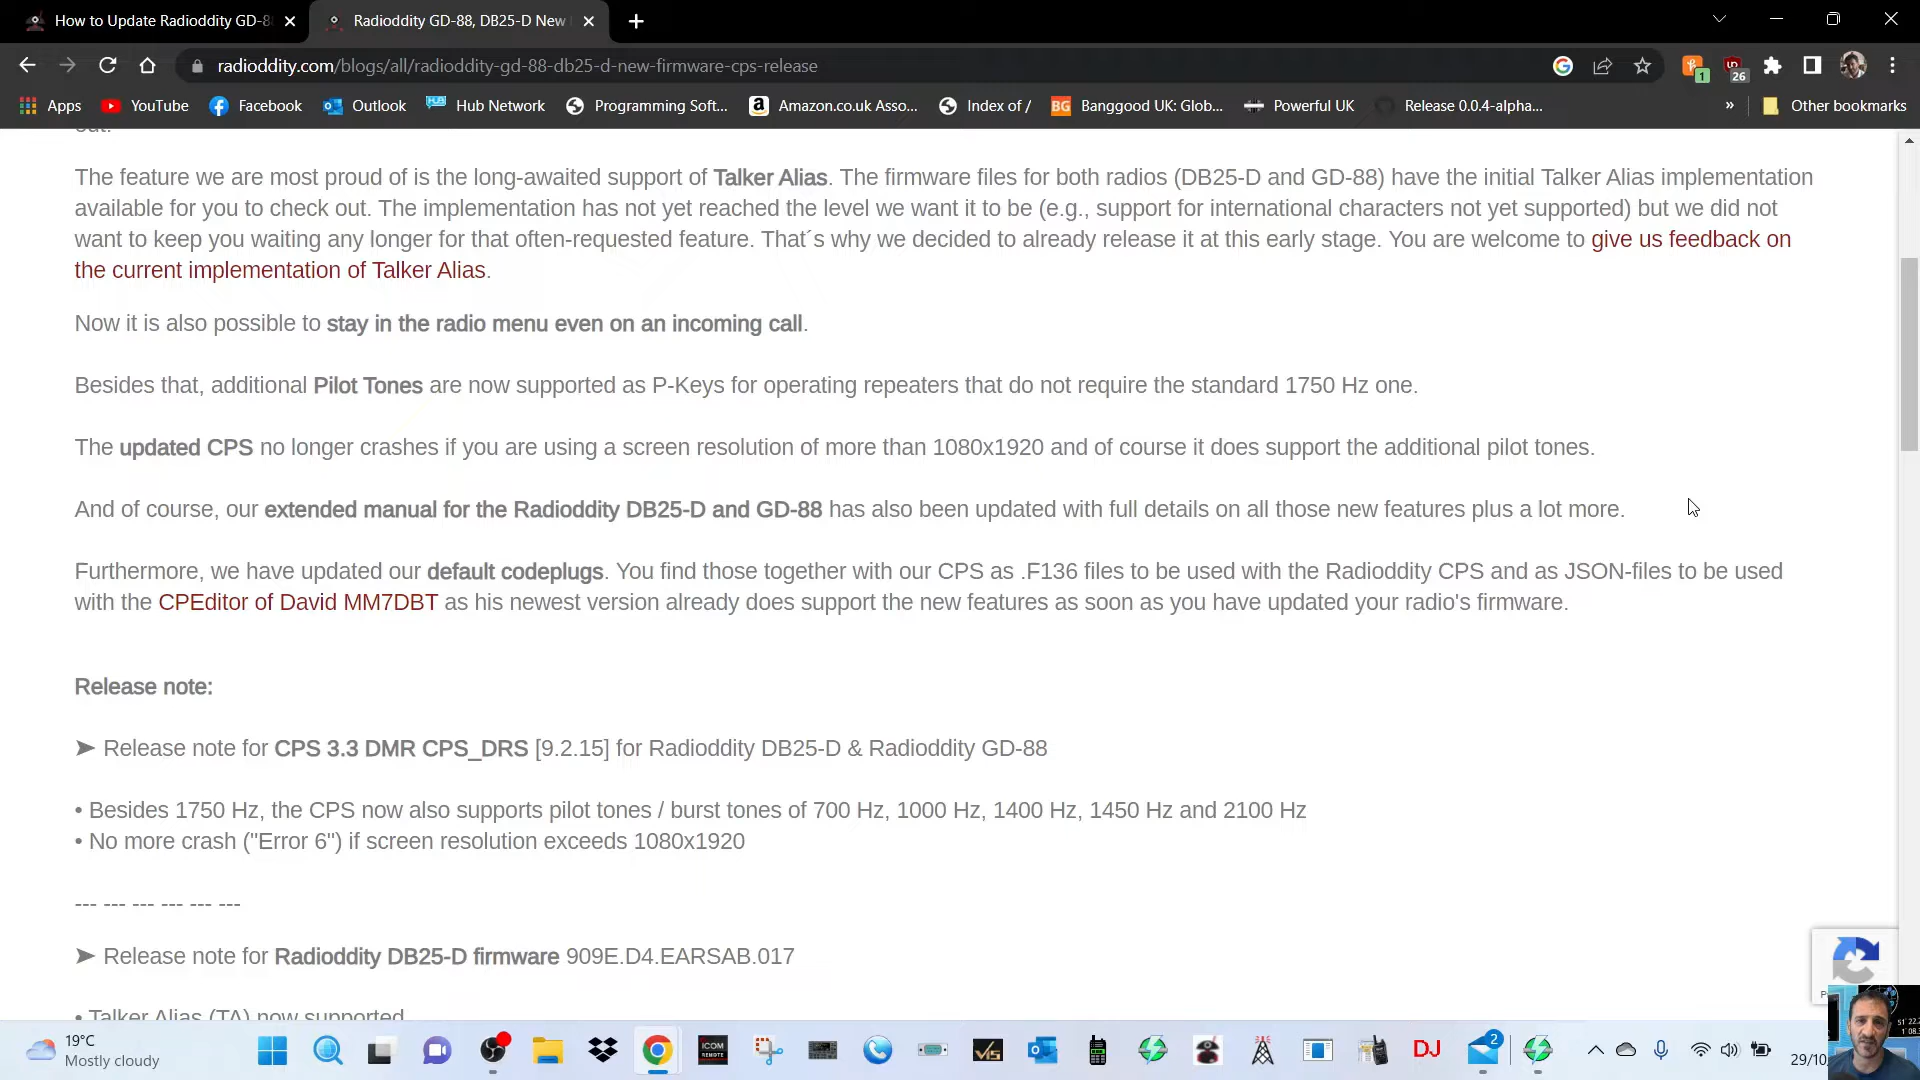 How to Update Radioddity GD-8
Radioddity GD-88, DB25-D New
radioddity.com/blogs/all/radioddity-gd-88-db25-d-new-firmware-cps-release
1
26
Apps
YouTube
Facebook
Outlook
Hub Network
Programming Soft...
Amazon.co.uk Asso...
Index of /
BG
Banggood UK: Glob...
Powerful UK
Release 0.0.4-alpha...
»
Other bookmarks
out.
The feature we are most proud of is the long-awaited support of Talker Alias. The firmware files for both radios (DB25-D and GD-88) have the initial Talker Alias implementation
available for you to check out. The implementation has not yet reached the level we want it to be (e.g., support for international characters not yet supported) but we did not
want to keep you waiting any longer for that often-requested feature. That´s why we decided to already release it at this early stage. You are welcome to give us feedback on
the current implementation of Talker Alias.
Now it is also possible to stay in the radio menu even on an incoming call.
Besides that, additional Pilot Tones are now supported as P-Keys for operating repeaters that do not require the standard 1750 Hz one.
The updated CPS no longer crashes if you are using a screen resolution of more than 1080x1920 and of course it does support the additional pilot tones.
And of course, our extended manual for the Radioddity DB25-D and GD-88 has also been updated with full details on all those new features plus a lot more.
Furthermore, we have updated our default codeplugs. You find those together with our CPS as .F136 files to be used with the Radioddity CPS and as JSON-files to be used
with the CPEditor of David MM7DBT as his newest version already does support the new features as soon as you have updated your radio's firmware.
Release note:
➤ Release note for CPS 3.3 DMR CPS_DRS [9.2.15] for Radioddity DB25-D & Radioddity GD-88
• Besides 1750 Hz, the CPS now also supports pilot tones / burst tones of 700 Hz, 1000 Hz, 1400 Hz, 1450 Hz and 2100 Hz
• No more crash ("Error 6") if screen resolution exceeds 1080x1920
--- --- --- --- --- ---
➤ Release note for Radioddity DB25-D firmware 909E.D4.EARSAB.017
• Talker Alias (TA) now supported
19°C
Mostly cloudy
ICOM
REMOTE
DJ
2
29/10